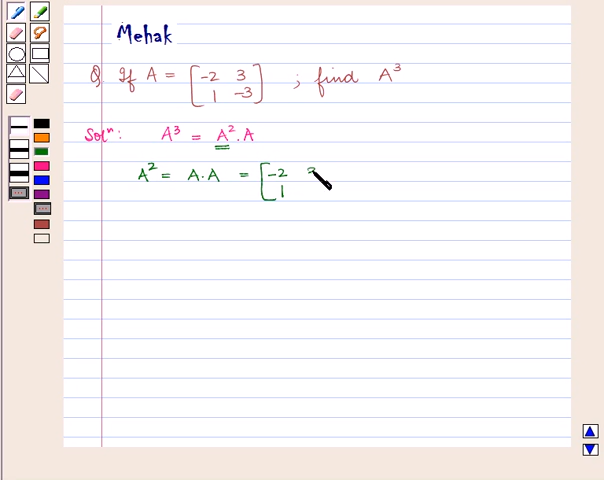 Mehak
Q If A = [-2 3 1 -3] ; find A³
Solⁿ: A³ = A².A
A² = A.A = [-2 1